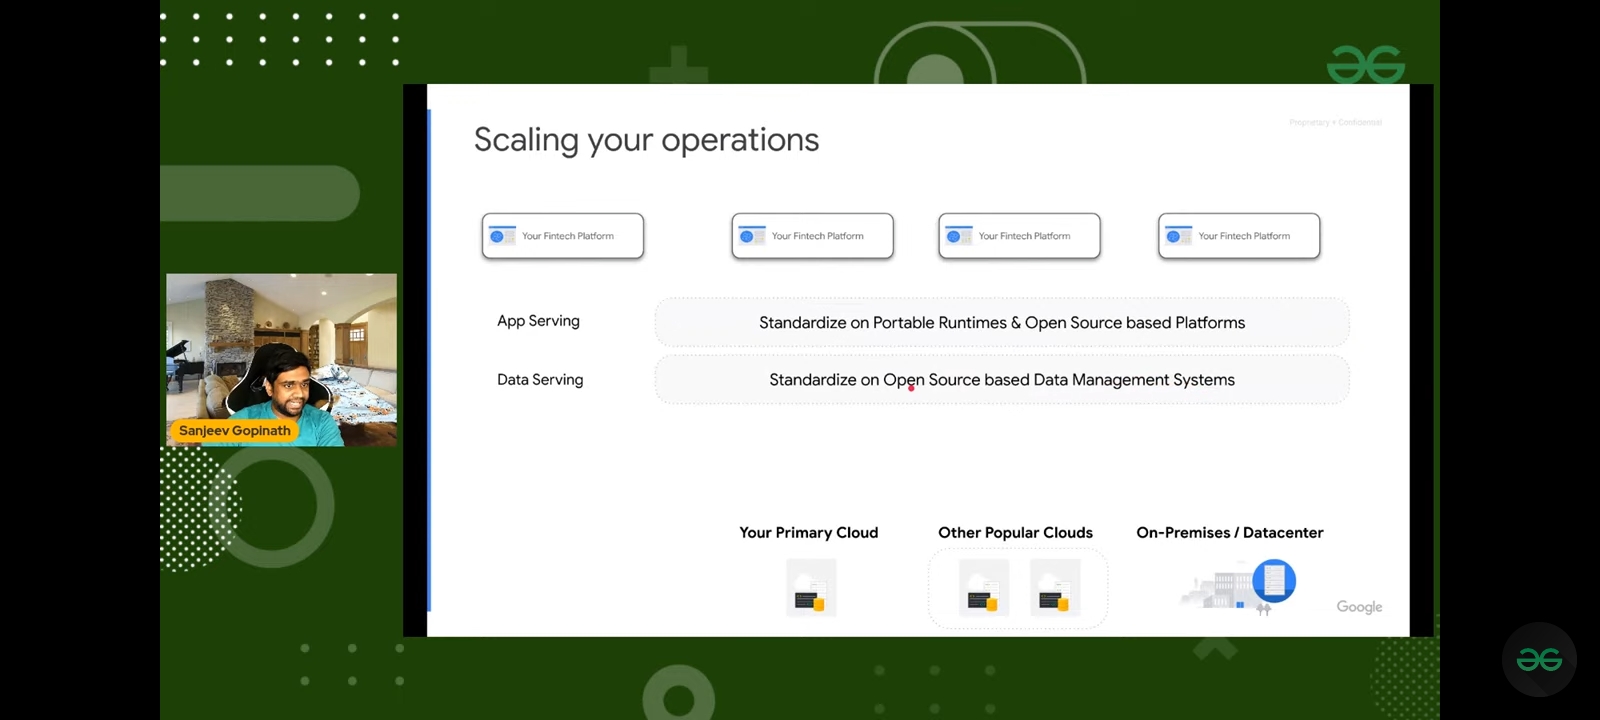 Scaling your operations
Proprietary + Confidential
Your Fintech Platform
Your Fintech Platform
Your Fintech Platform
Your Fintech Platform
App Serving
Standardize on Portable Runtimes & Open Source based Platforms
Data Serving
Standardize on Open Source based Data Management Systems
Sanjeev Gopinath
Your Primary Cloud
Other Popular Clouds
On-Premises / Datacenter
Google